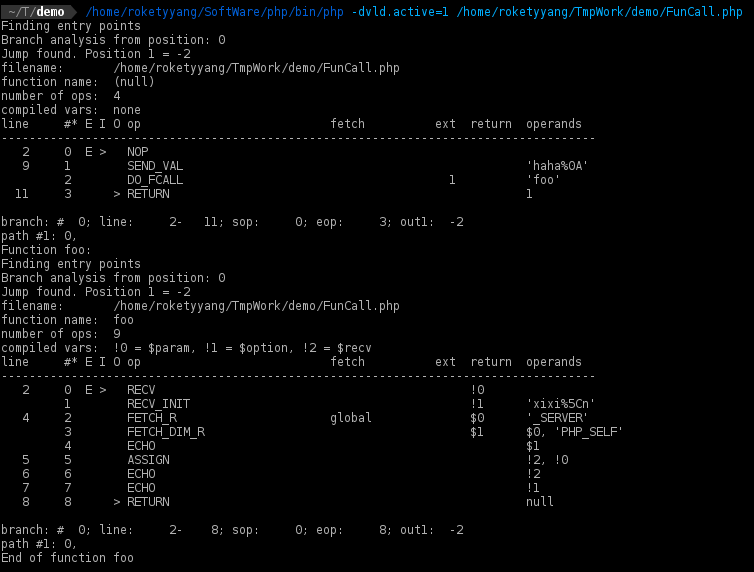 ~/T/demo /home/roketyyang/SoftWare/php/bin/php -dvld.active=1 /home/roketyyang/TmpWork/demo/FunCall.php
Finding entry points
Branch analysis from position: 0
Jump found. Position 1 = -2
filename:       /home/roketyyang/TmpWork/demo/FunCall.php
function name:  (null)
number of ops:  4
compiled vars:  none
line     #* E I O op                           fetch          ext  return  operands
-------------------------------------------------------------------------------------
   2     0  E >   NOP
   9     1        SEND_VAL                                                 'haha%0A'
         2        DO_FCALL                                      1          'foo'
  11     3      > RETURN                                                   1
branch: #  0; line:     2-   11; sop:     0; eop:     3; out1:  -2
path #1: 0,
Function foo:
Finding entry points
Branch analysis from position: 0
Jump found. Position 1 = -2
filename:       /home/roketyyang/TmpWork/demo/FunCall.php
function name:  foo
number of ops:  9
compiled vars:  !0 = $param, !1 = $option, !2 = $recv
line     #* E I O op                           fetch          ext  return  operands
-------------------------------------------------------------------------------------
   2     0  E >   RECV                                             !0
         1        RECV_INIT                                        !1      'xixi%5Cn'
   4     2        FETCH_R                      global              $0      '_SERVER'
         3        FETCH_DIM_R                                      $1      $0, 'PHP_SELF'
         4        ECHO                                                     $1
   5     5        ASSIGN                                                   !2, !0
   6     6        ECHO                                                     !2
   7     7        ECHO                                                     !1
   8     8      > RETURN                                                   null
branch: #  0; line:     2-    8; sop:     0; eop:     8; out1:  -2
path #1: 0,
End of function foo